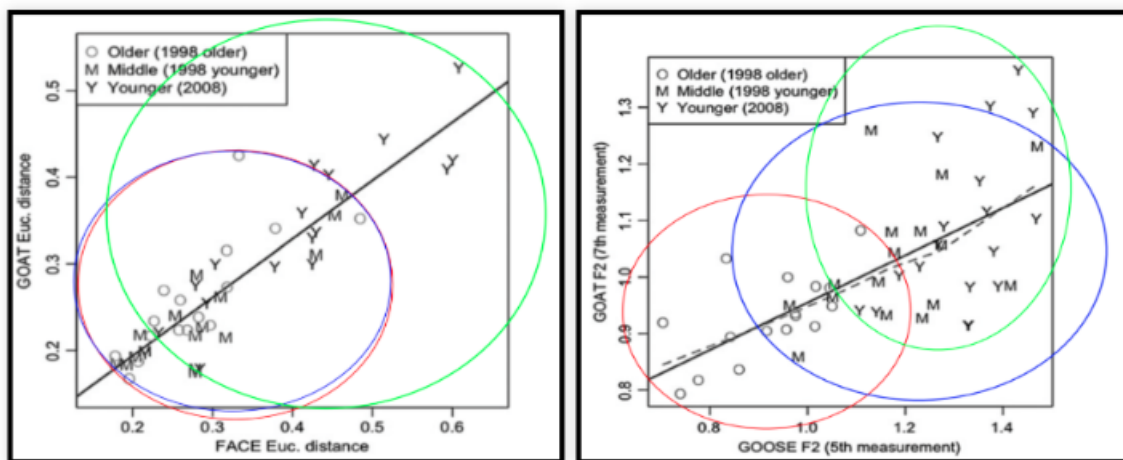 ○ Older (1998 older)
M Middle (1998 younger)
Y Younger (2008)
GOAT Euc. distance
0.5
0.4
0.3
0.2
0.2 0.3 0.4 0.5 0.6
FACE Euc. distance
○ Older (1998 older)
M Middle (1998 younger)
Y Younger (2008)
GOAT F2 (7th measurement)
1.3
1.2
1.1
1.0
0.9
0.8
0.8 1.0 1.2 1.4
GOOSE F2 (5th measurement)